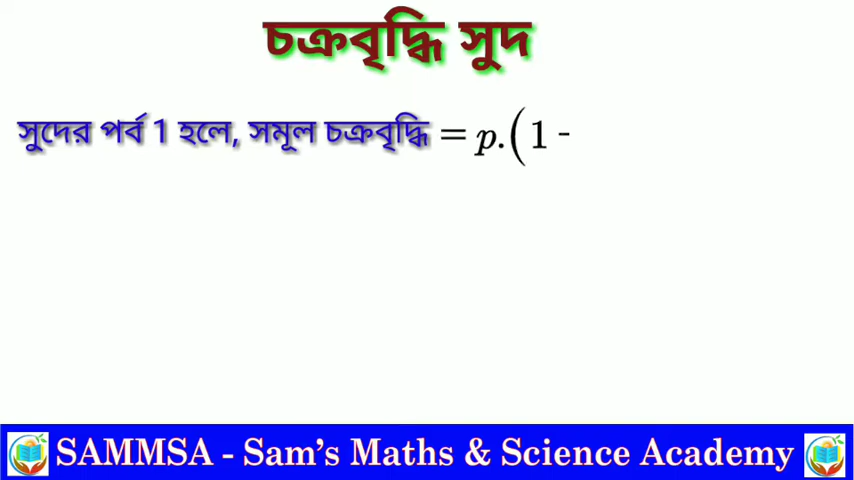 চক্রবৃদ্ধি সুদ
সুদের পর্ব 1 হলে, সমূল চক্রবৃদ্ধি = p.(1 -
SAMMSA - Sam's Maths & Science Academy